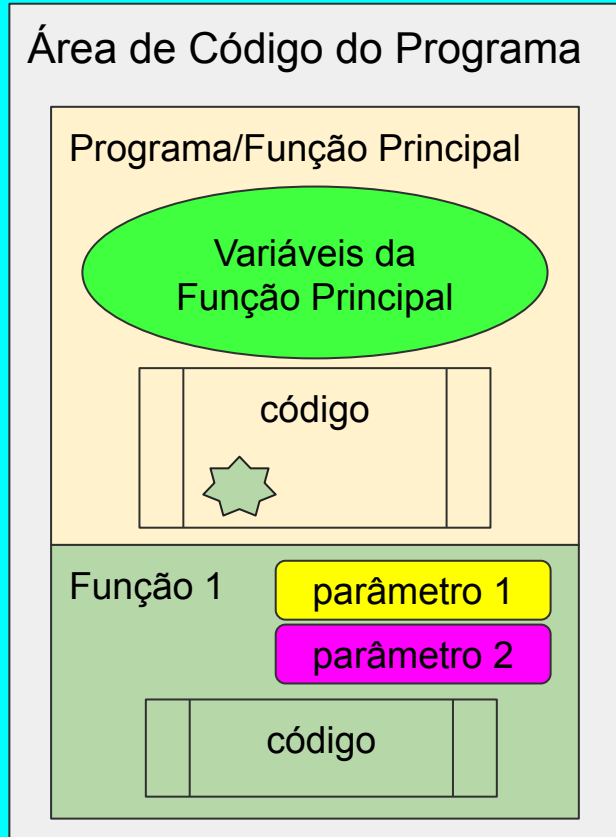 Área de Código do Programa
Programa/Função Principal
Variáveis da
Função Principal
código
Função 1
parâmetro 1
parâmetro 2
código